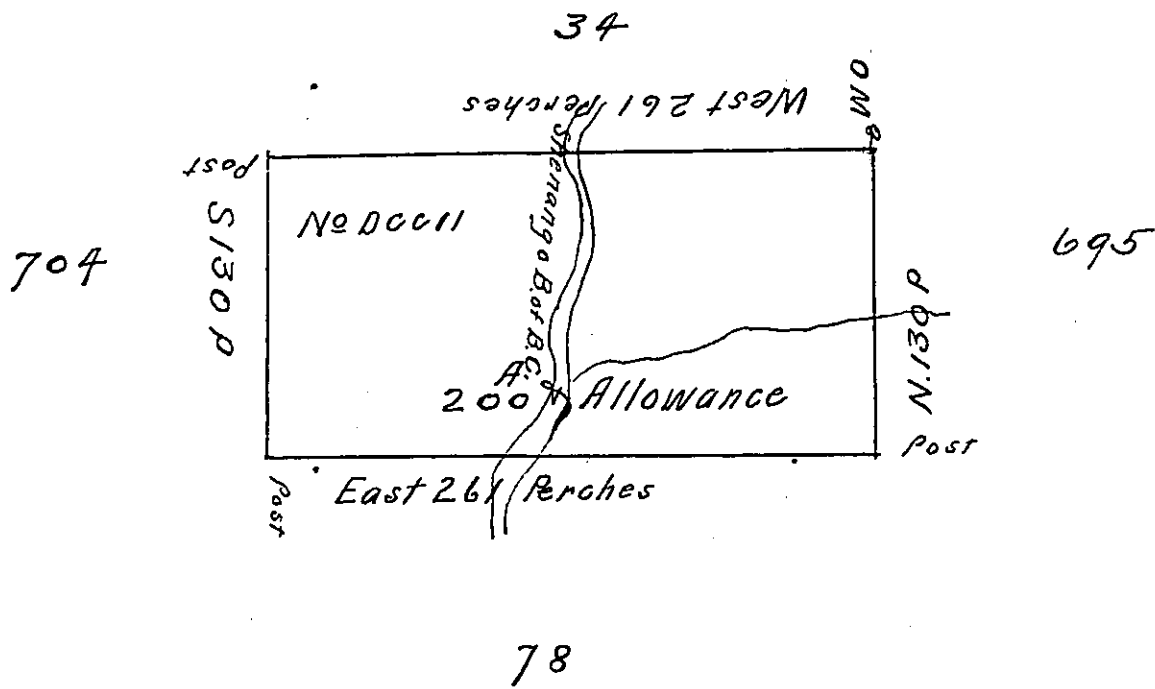 34
West 261 Perches
Post
704
S 130 P
No DCCII
Shenango B. of B.C.
695
N. 130 P
200 A. & Allowance
Post
Post
East 261 Perches
78